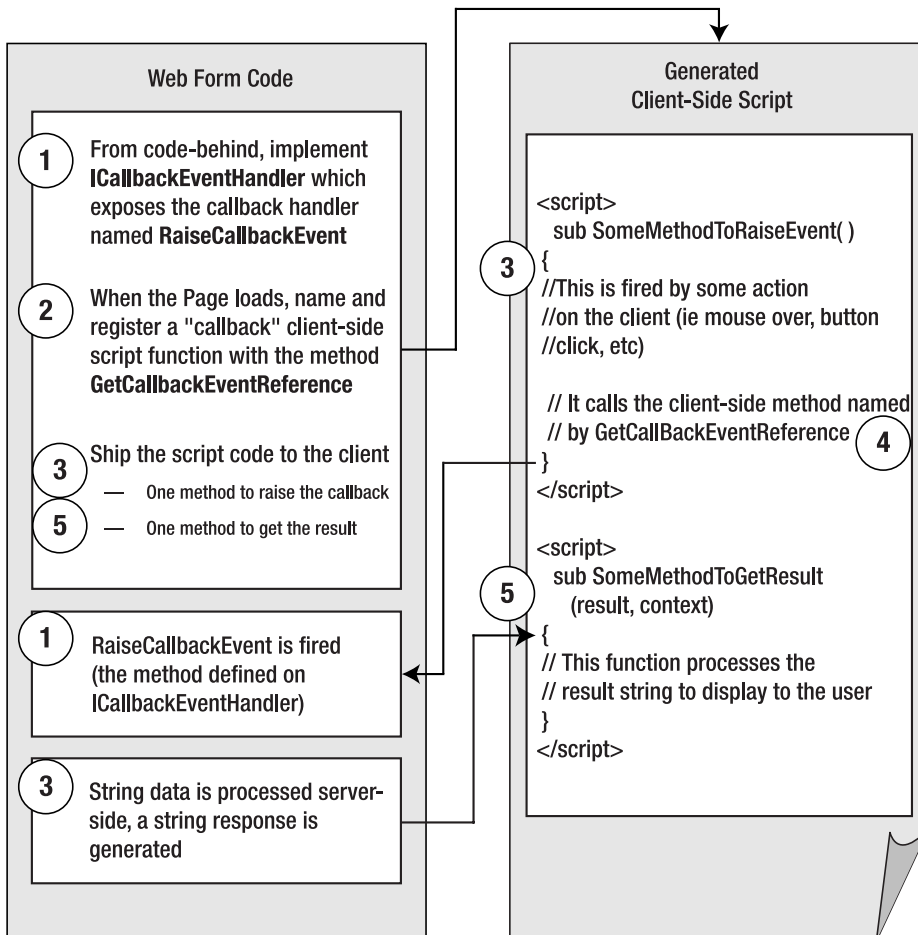 Web Form Code
1
From code-behind, implement
ICallbackEventHandler which
exposes the callback handler
named RaiseCallbackEvent
2
When the Page loads, name and
register a "callback" client-side
script function with the method
GetCallbackEventReference
3
Ship the script code to the client
— One method to raise the callback
5
— One method to get the result
1
RaiseCallbackEvent is fired
(the method defined on
ICallbackEventHandler)
3
String data is processed server-
side, a string response is
generated
Generated
Client-Side Script
<script>
sub SomeMethodToRaiseEvent( )
3
{
//This is fired by some action
//on the client (ie mouse over, button
//click, etc)
// It calls the client-side method named
// by GetCallBackEventReference
4
}
</script>
<script>
sub SomeMethodToGetResult
5
(result, context)
{
// This function processes the
// result string to display to the user
}
</script>